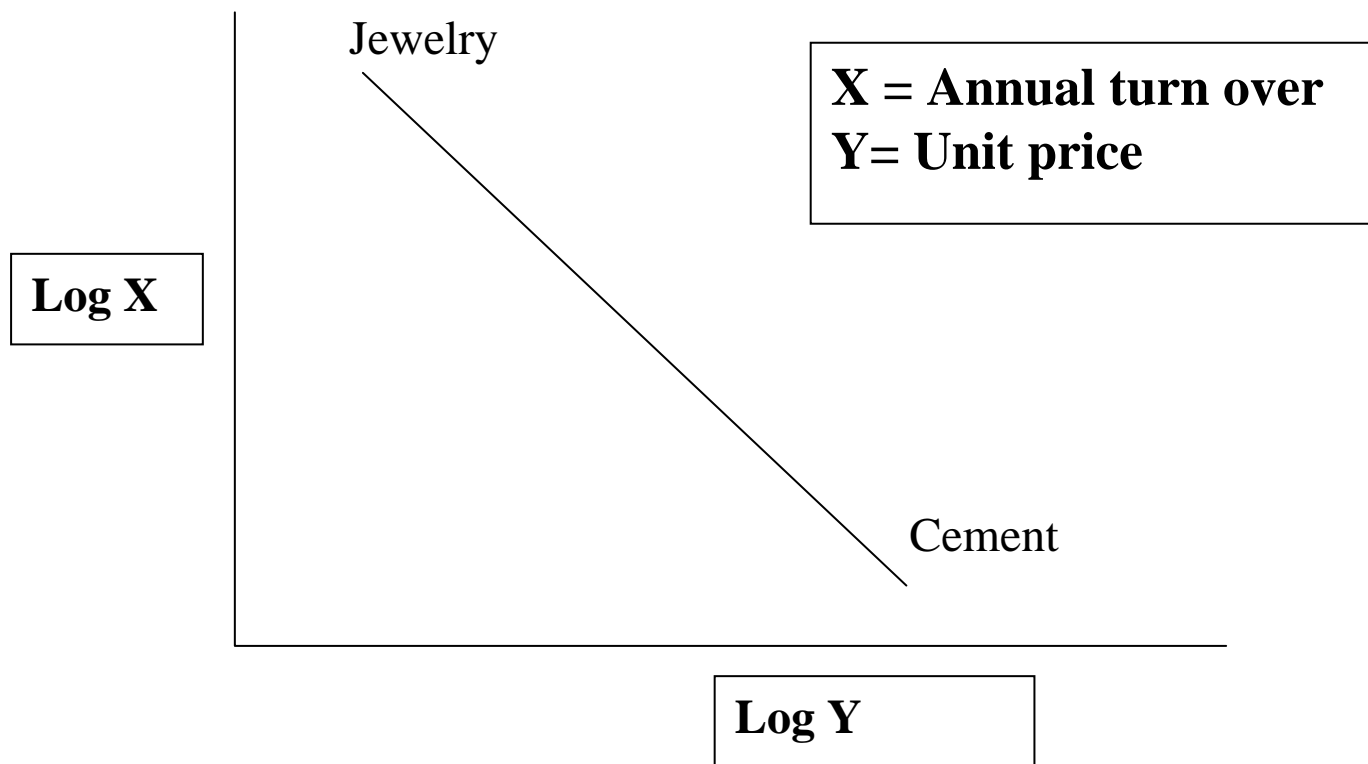 Jewelry
X = Annual turn over
Y= Unit price
Log X
Cement
Log Y